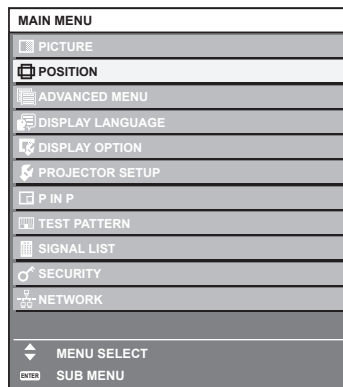 MAIN MENU
PICTURE
POSITION
ADVANCED MENU
DISPLAY LANGUAGE
DISPLAY OPTION
PROJECTOR SETUP
P IN P
TEST PATTERN
SIGNAL LIST
SECURITY
NETWORK
MENU SELECT
ENTER SUB MENU